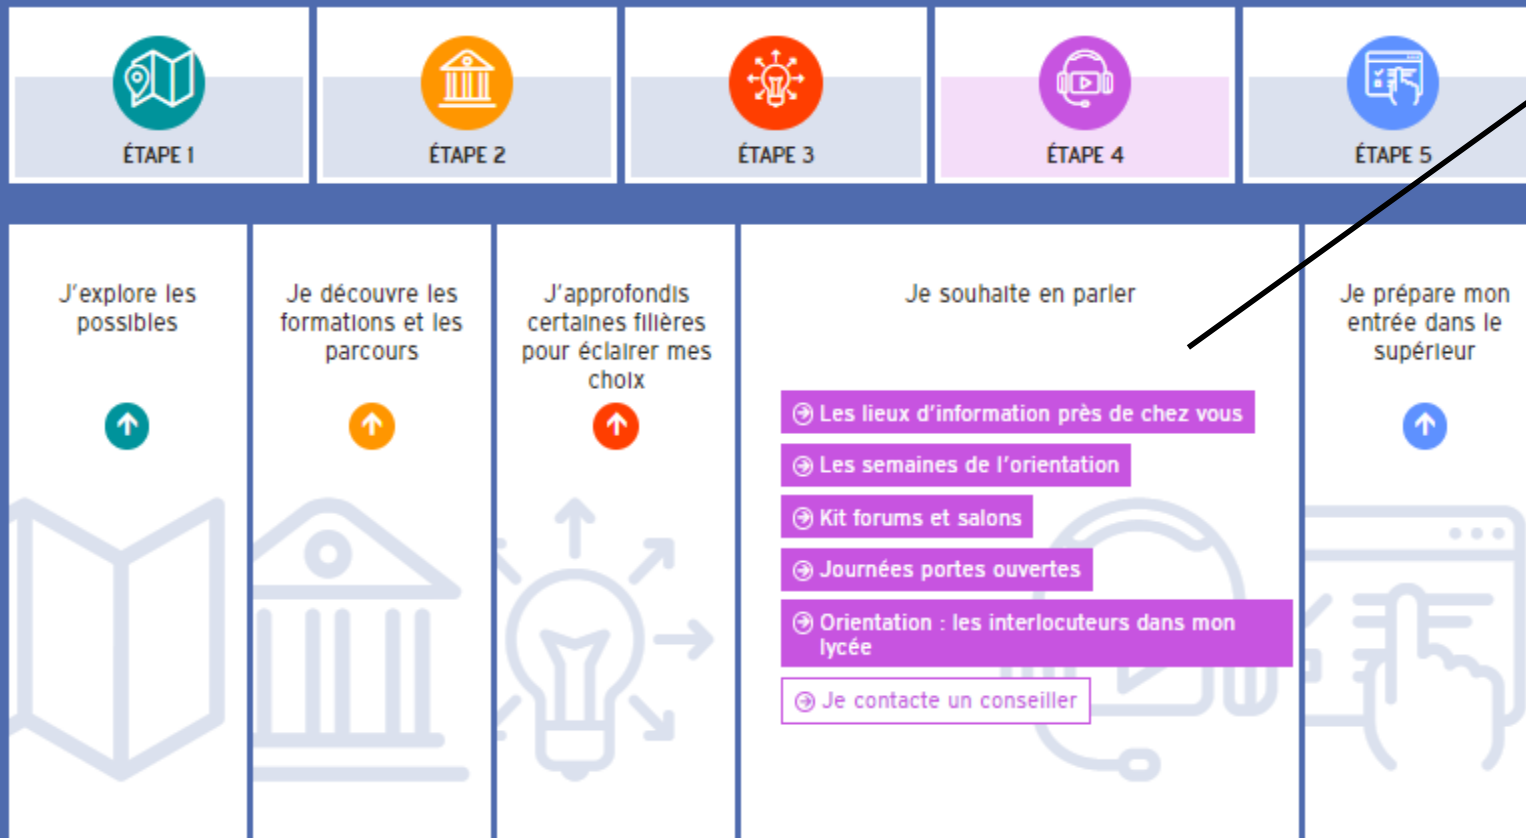 ÉTAPE 1
ÉTAPE 2
ÉTAPE 3
ÉTAPE 4
ÉTAPE 5
J'explore les
possibles
Je découvre les
formations et les
parcours
J'approfondis
certaines filières
pour éclairer mes
choix
Je souhaite en parler
Les lieux d'information près de chez vous
Les semaines de l'orientation
Kit forums et salons
Journées portes ouvertes
Orientation : les interlocuteurs dans mon
lycée
Je contacte un conseiller
Je prépare mon
entrée dans le
supérieur